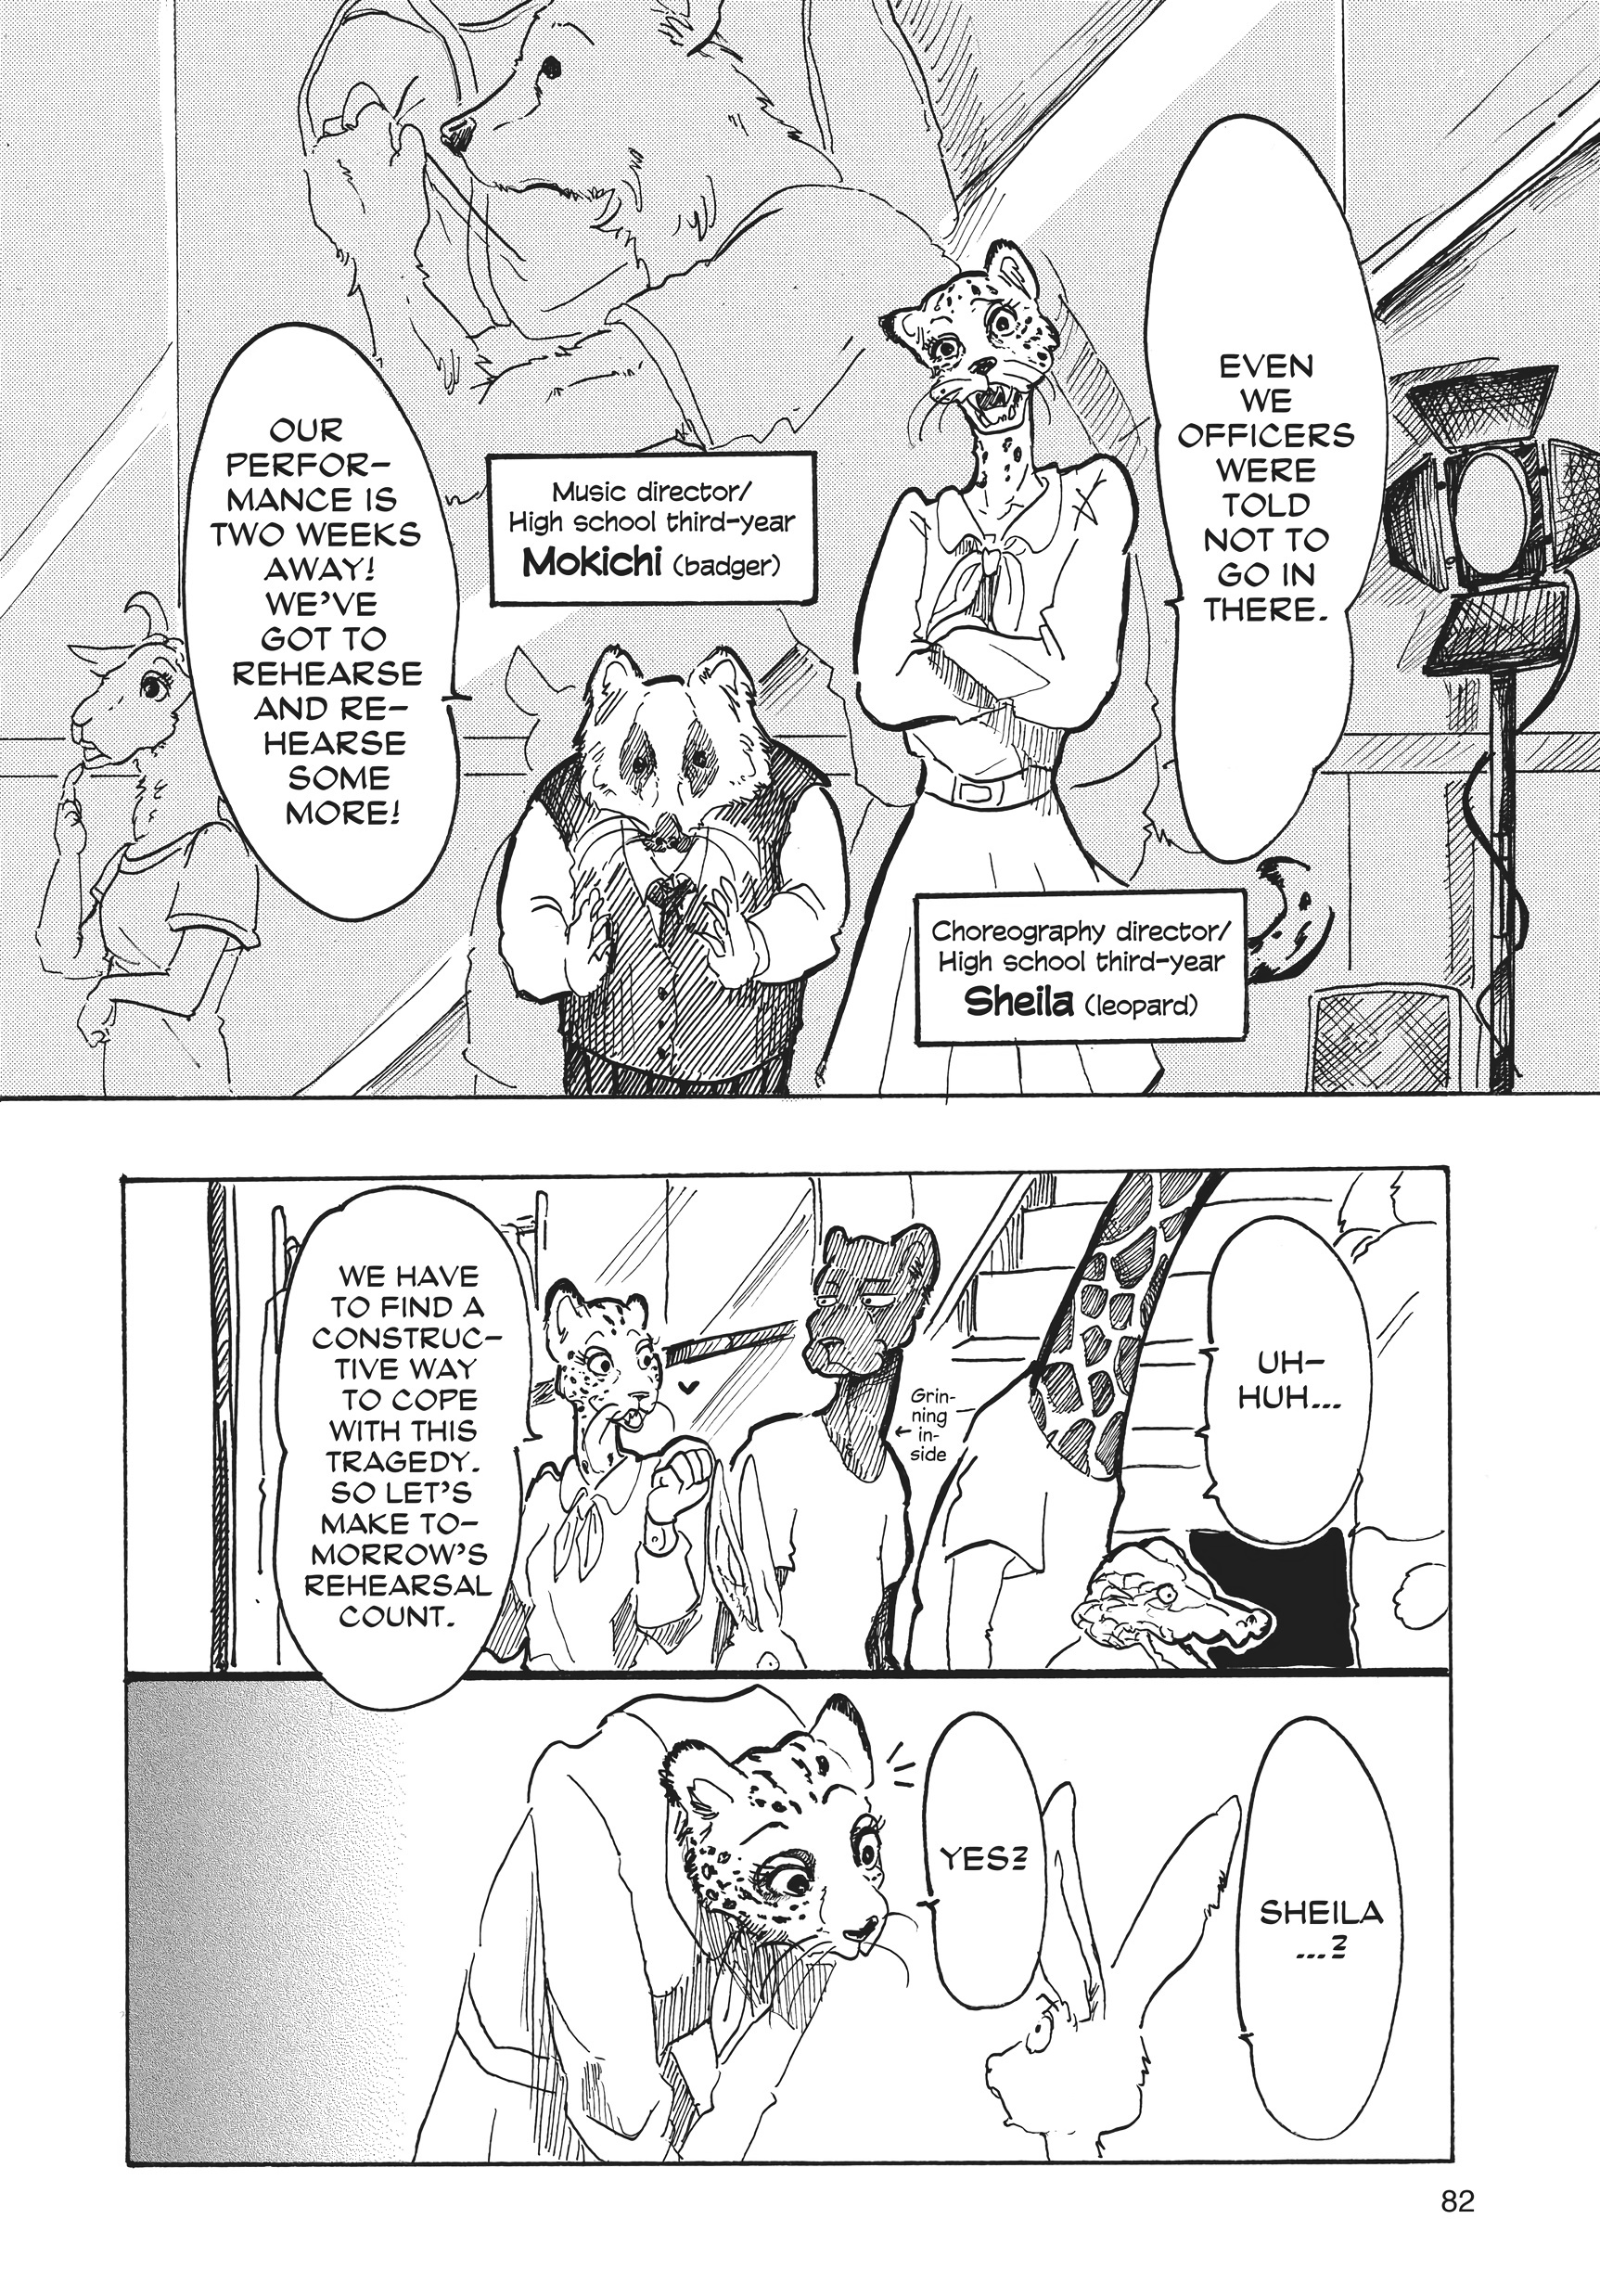 EVEN
WE
OFFICERS
WERE
TOLD
NOT TO
GO IN
THERE.
Music director/
High school third-year
Mokichi (badger)
OUR
PERFOR-
MANCE IS
TWO WEEKS
AWAY!
WE'VE
GOT TO
REHEARSE
AND RE-
HEARSE
SOME
MORE!
Choreography director/
High school third-year
Sheila (leopard)
UH-
HUH...
Grin-
ning
in-
side
WE HAVE
TO FIND A
CONSTRUC-
TIVE WAY
TO COPE
WITH THIS
TRAGEDY.
SO LET'S
MAKE TO-
MORROW'S
REHEARSAL
COUNT.
SHEILA
...?
YES?
82